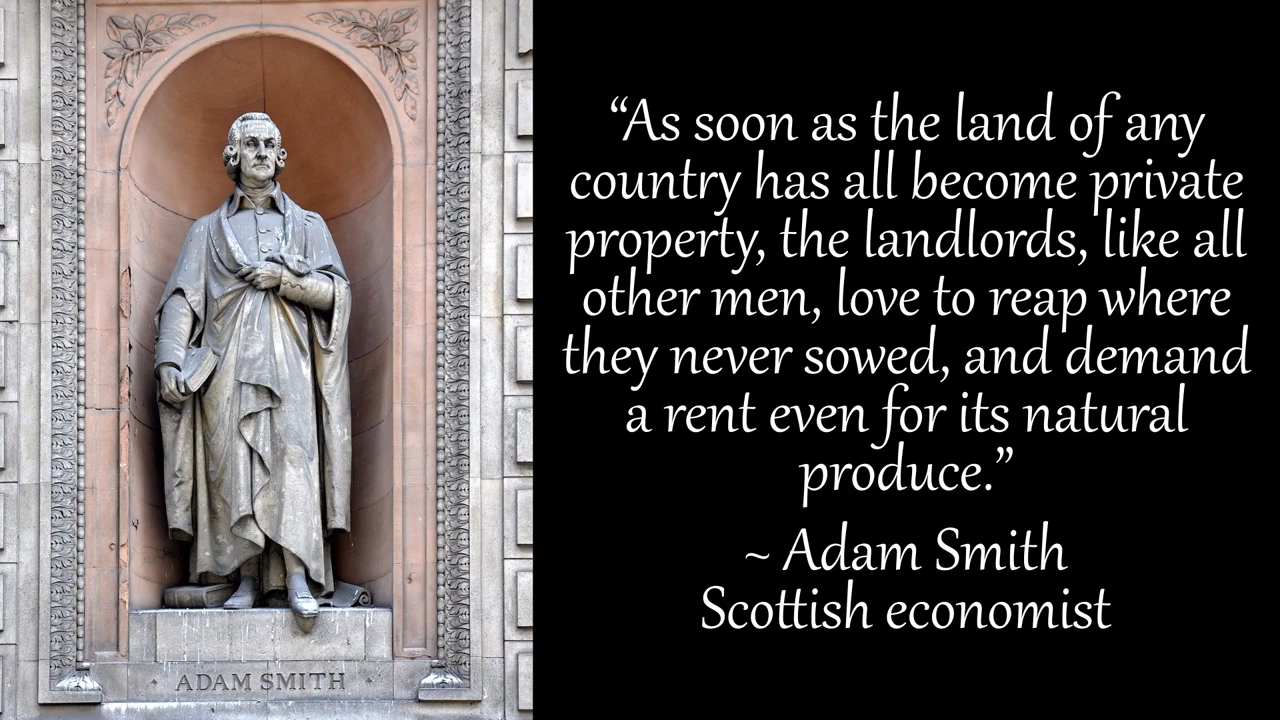 “As soon as the land of any
country has all become private
property, the landlords, like all
other men, love to reap where
they never sowed, and demand
a rent even for its natural
produce.”
~ Adam Smith
Scottish economist
ADAM SMITH